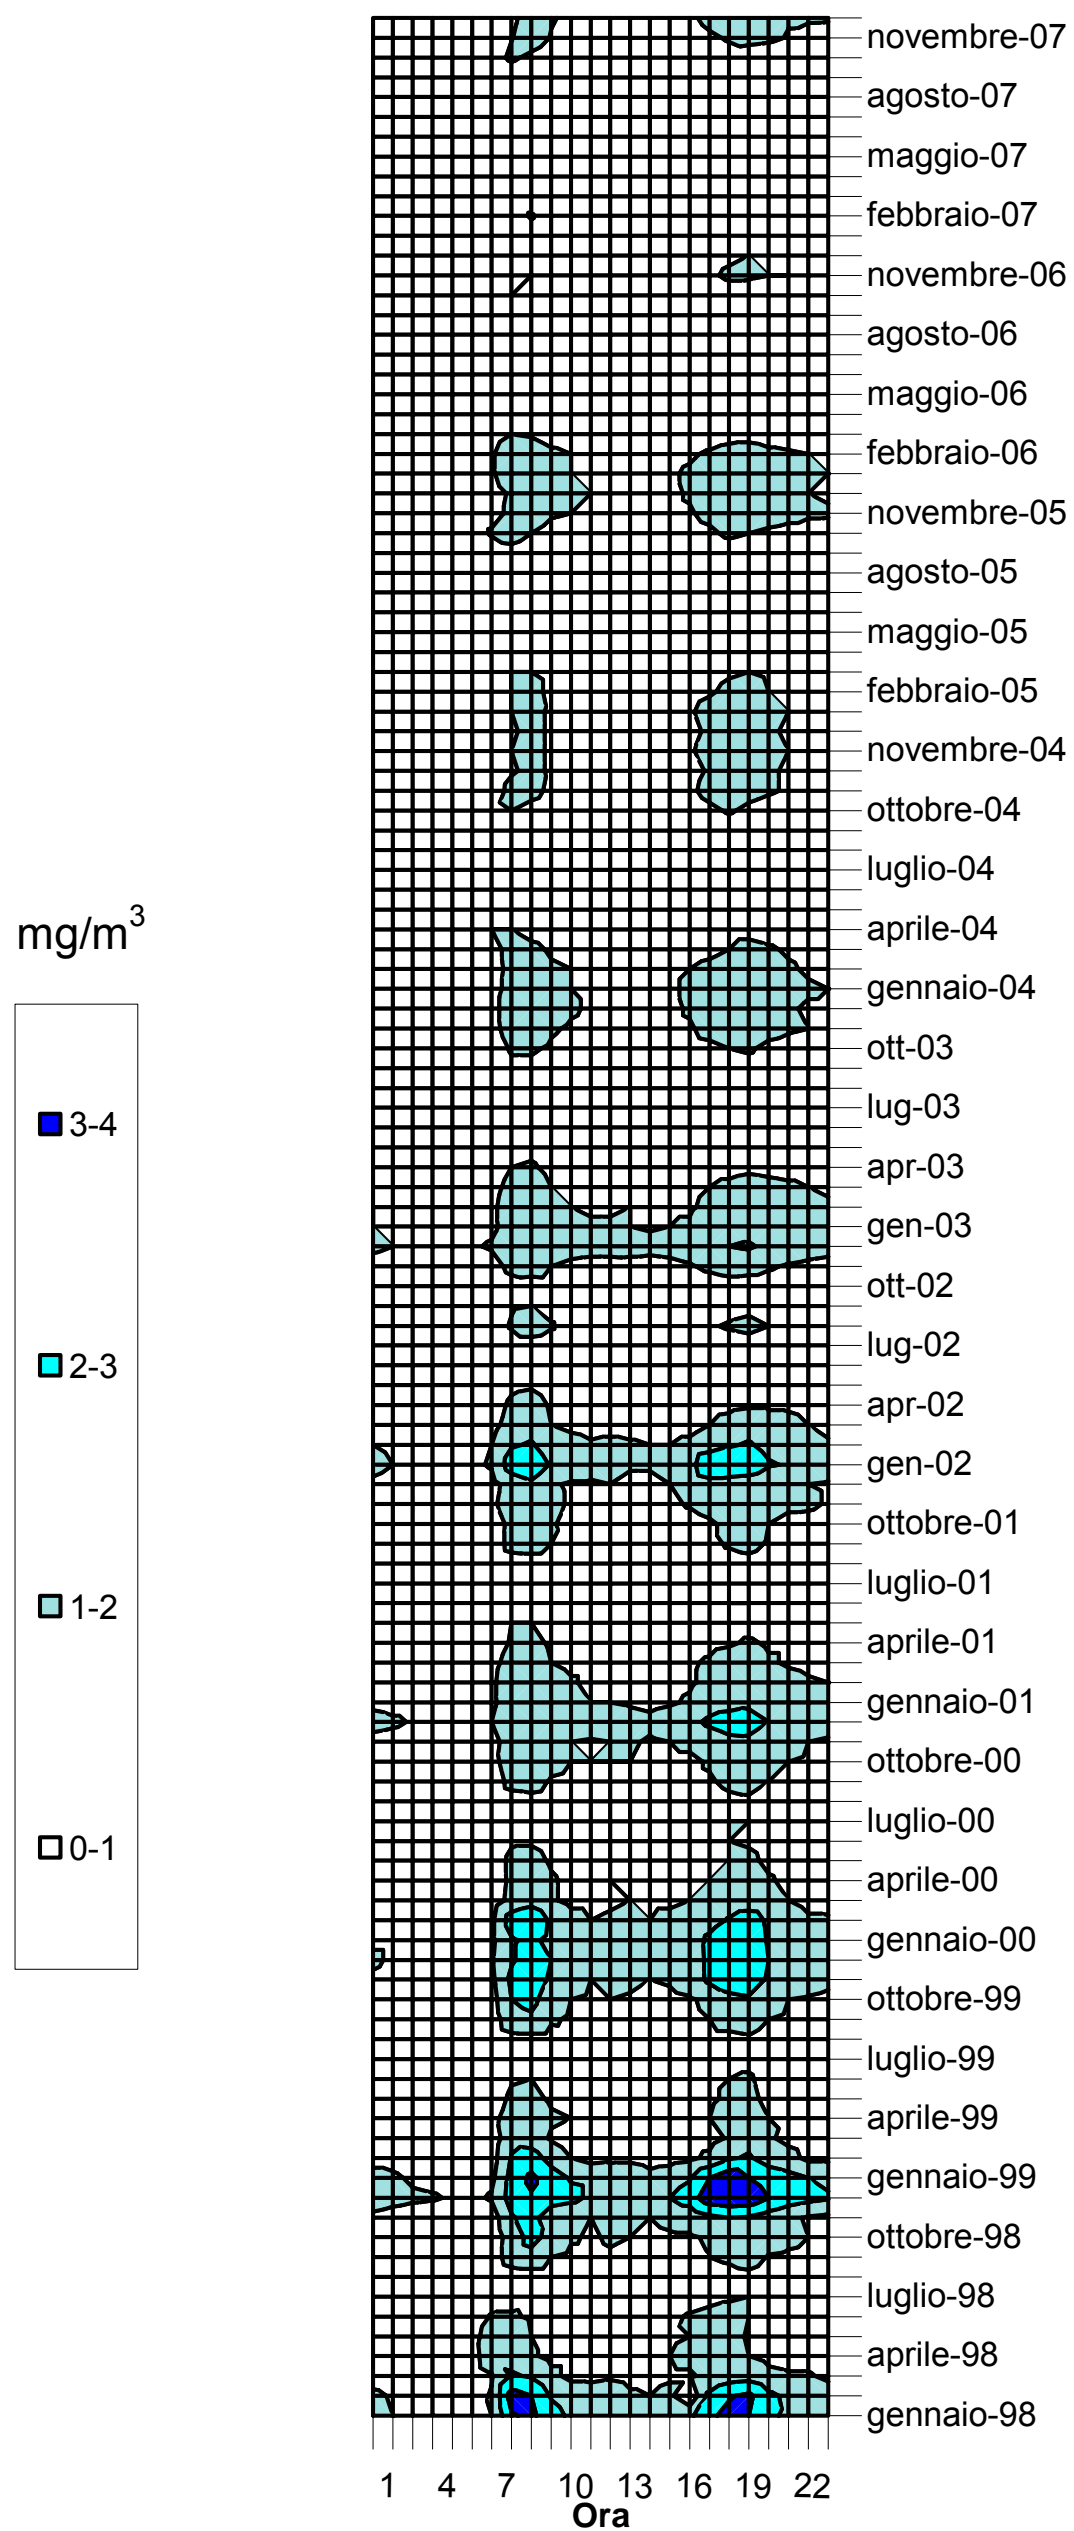 novembre-07
agosto-07
maggio-07
febbraio-07
novembre-06
agosto-06
maggio-06
febbraio-06
novembre-05
agosto-05
maggio-05
febbraio-05
novembre-04
ottobre-04
luglio-04
aprile-04
gennaio-04
ott-03
lug-03
apr-03
gen-03
ott-02
lug-02
apr-02
gen-02
ottobre-01
luglio-01
aprile-01
gennaio-01
ottobre-00
luglio-00
aprile-00
gennaio-00
ottobre-99
luglio-99
aprile-99
gennaio-99
ottobre-98
luglio-98
aprile-98
gennaio-98
mg/m³
3-4
2-3
1-2
0-1
1 4 7 10 13 16 19 22
Ora